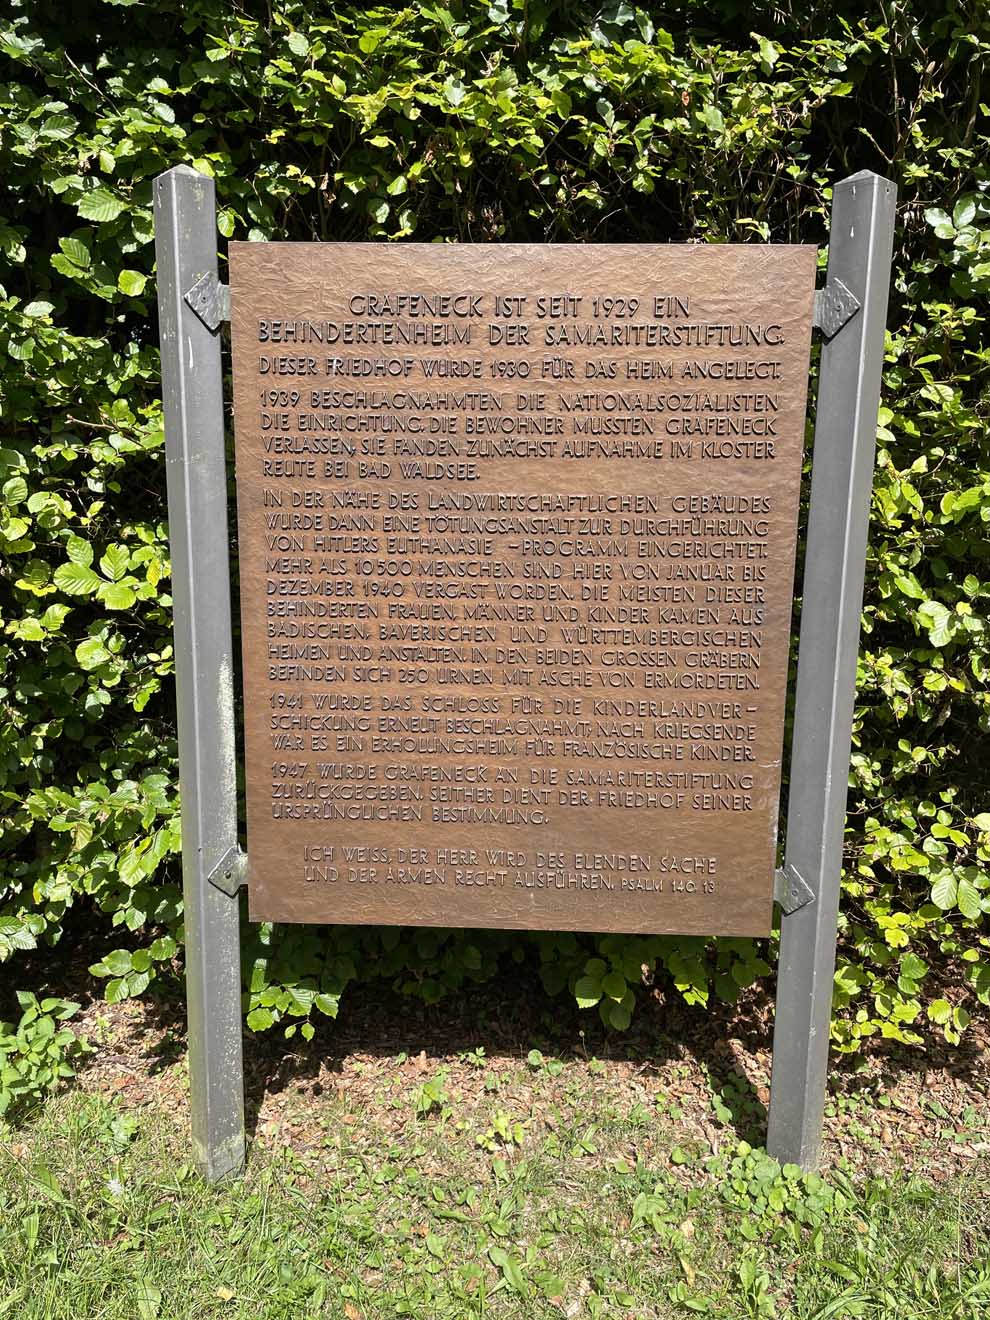 GRAFENECK IST SEIT 1929 EIN
BEHINDERTENHEIM DER SAMARITERSTIFTUNG.
DIESER FRIEDHOF WURDE 1930 FÜR DAS HEIM ANGELEGT.
1939 BESCHLAGNAHMTEN DIE NATIONALSOZIALISTEN
DIE EINRICHTUNG. DIE BEWOHNER MUSSTEN GRAFENECK
VERLASSEN, SIE FANDEN ZUNÄCHST AUFNAHME IM KLOSTER
REUTE BEI BAD WALDSEE.
IN DER NÄHE DES LANDWIRTSCHAFTLICHEN GEBÄUDES
WURDE DANN EINE TÖTUNGSANSTALT ZUR DURCHFÜHRUNG
VON HITLERS EUTHANASIE - PROGRAMM EINGERICHTET.
MEHR ALS 10500 MENSCHEN SIND HIER VON JANUAR BIS
DEZEMBER 1940 VERGAST WORDEN. DIE MEISTEN DIESER
BEHINDERTEN FRAUEN, MÄNNER UND KINDER KAMEN AUS
BADISCHEN, BAYERISCHEN UND WÜRTTEMBERGISCHEN
HEIMEN UND ANSTALTEN. IN DEN BEIDEN GROSSEN GRÄBERN
BEFINDEN SICH 250 URNEN MIT ASCHE VON ERMORDETEN.
1941 WURDE DAS SCHLOSS FÜR DIE KINDERLANDVER-
SCHICKUNG ERNEUT BESCHLAGNAHMT, NACH KRIEGSENDE
WAR ES EIN ERHOLUNGSHEIM FÜR FRANZÖSISCHE KINDER.
1947 WURDE GRAFENECK AN DIE SAMARITERSTIFTUNG
ZURÜCKGEGEBEN. SEITHER DIENT DER FRIEDHOF SEINER
URSPRÜNGLICHEN BESTIMMUNG.
ICH WEISS, DER HERR WIRD DES ELENDEN SACHE
UND DER ARMEN RECHT AUSFÜHREN. PSALM 140. 13